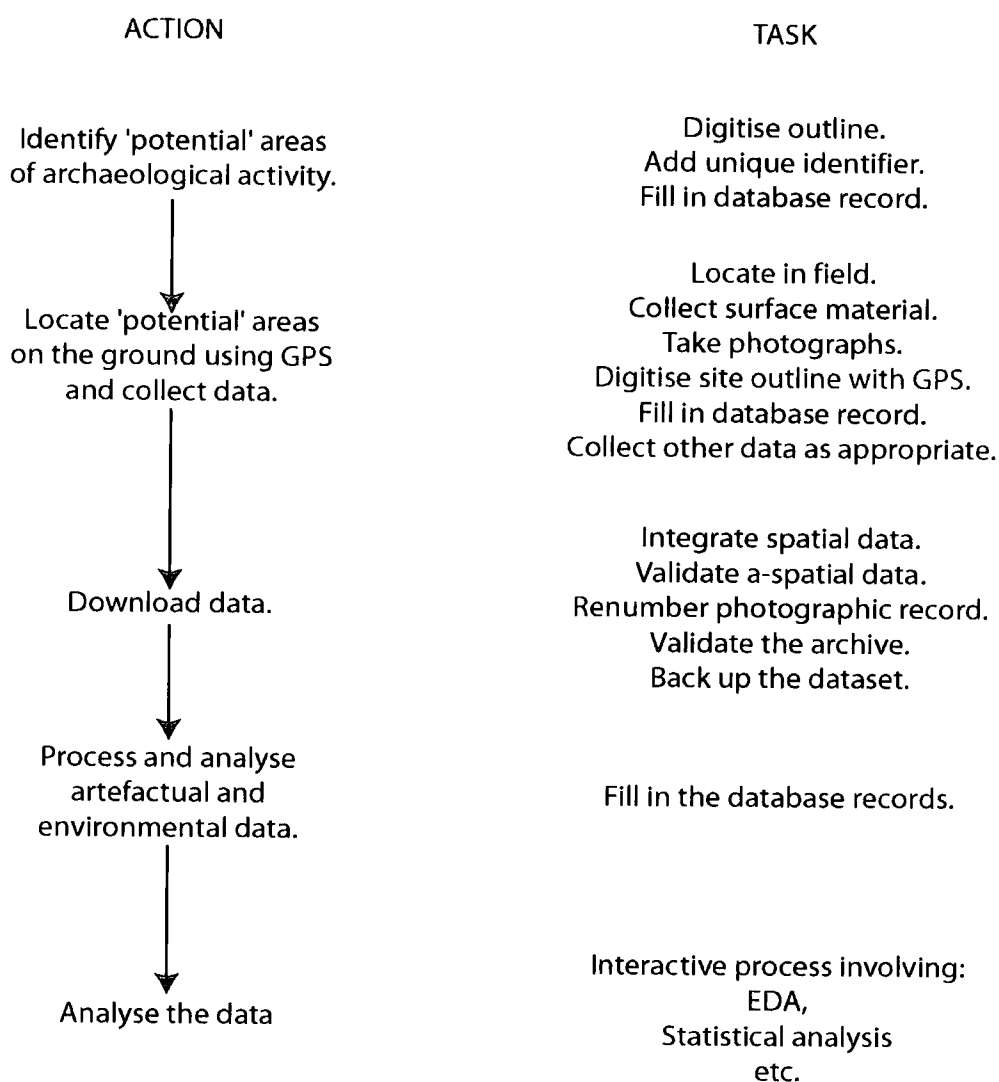 ACTION
TASK
Identify 'potential' areas
of archaeological activity.
Digitise outline.
Add unique identifier.
Fill in database record.
Locate 'potential' areas
on the ground using GPS
and collect data.
Locate in field.
Collect surface material.
Take photographs.
Digitise site outline with GPS.
Fill in database record.
Collect other data as appropriate.
Download data.
Integrate spatial data.
Validate a-spatial data.
Renumber photographic record.
Validate the archive.
Back up the dataset.
Process and analyse
artefactual and
environmental data.
Fill in the database records.
Analyse the data
Interactive process involving:
EDA,
Statistical analysis
etc.